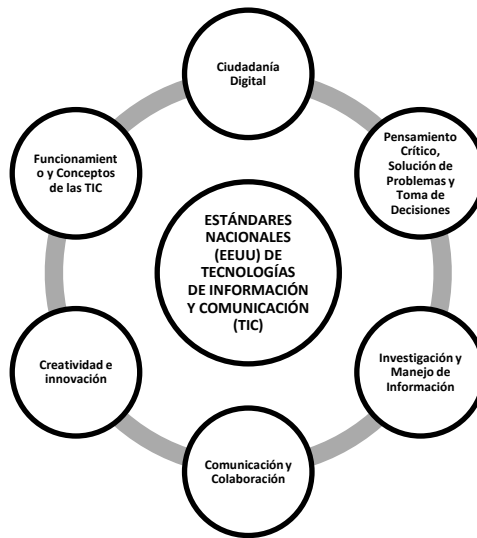 Ciudadanía
Digital
Pensamiento
Crítico,
Solución de
Problemas y
Toma de
Decisiones
Funcionamient
o y Conceptos
de las TIC
ESTÁNDARES
NACIONALES
(EEUU) DE
TECNOLOGÍAS
DE INFORMACIÓN
Y COMUNICACIÓN
(TIC)
Creatividad e
innovación
Investigación y
Manejo de
Información
Comunicación y
Colaboración